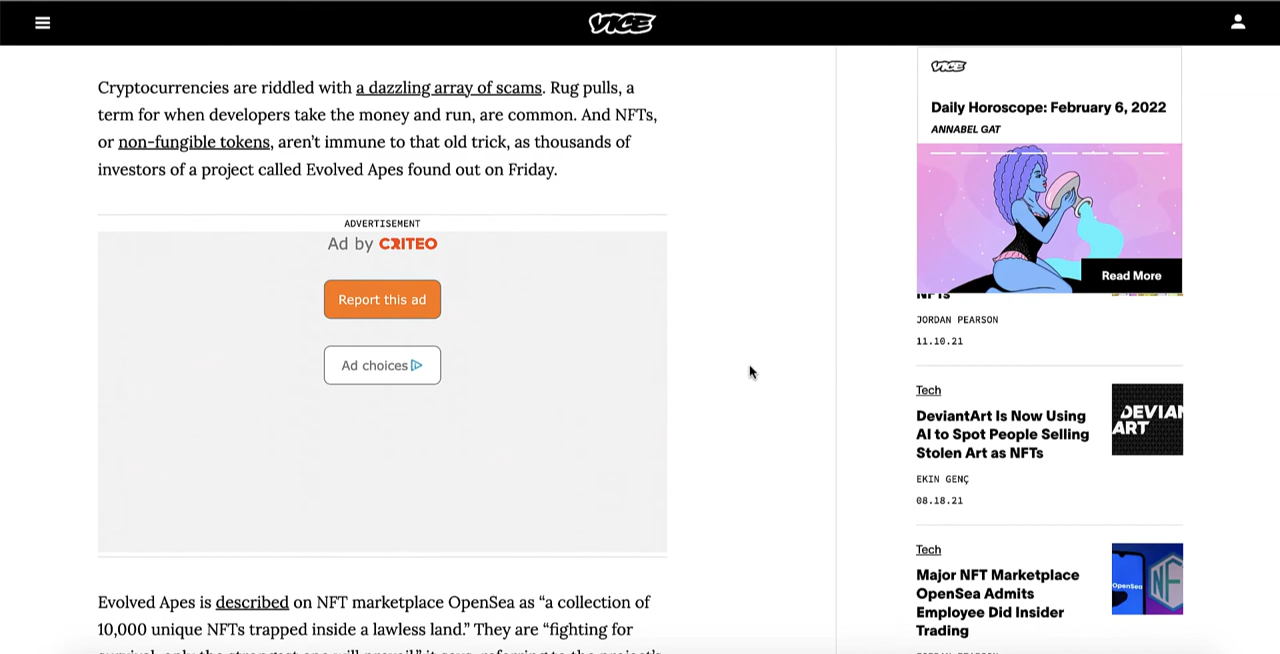 VICE
Cryptocurrencies are riddled with a dazzling array of scams. Rug pulls, a
term for when developers take the money and run, are common. And NFTs,
or non-fungible tokens, aren’t immune to that old trick, as thousands of
investors of a project called Evolved Apes found out on Friday.
ADVERTISEMENT
Ad by CRITEO
Report this ad
Ad choices
Evolved Apes is described on NFT marketplace OpenSea as “a collection of
10,000 unique NFTs trapped inside a lawless land.” They are “fighting for
VICE
Daily Horoscope: February 6, 2022
ANNABEL GAT
Read More
NFTs
JORDAN PEARSON
11.10.21
Tech
DeviantArt Is Now Using
AI to Spot People Selling
Stolen Art as NFTs
DEVIAN
ART
EKIN GENÇ
08.18.21
Tech
Major NFT Marketplace
OpenSea Admits
Employee Did Insider
Trading
OpenSea
NF